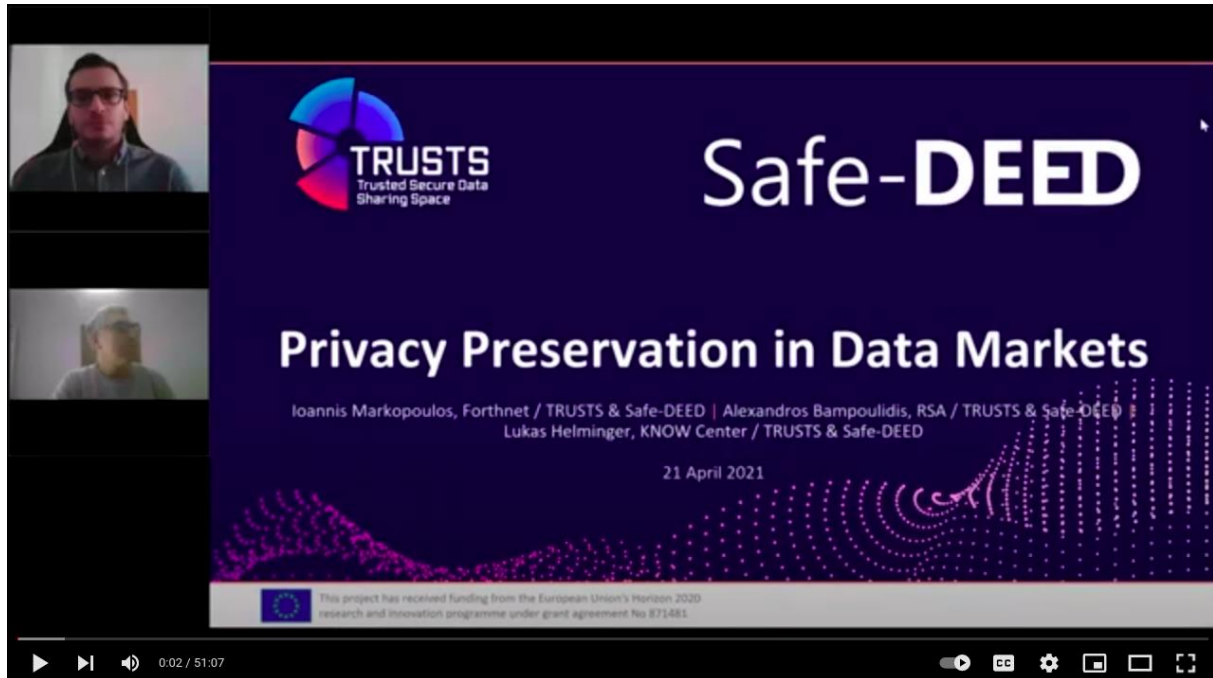 TRUSTS
Trusted Secure Data
Sharing Space
Safe-DEED
Privacy Preservation in Data Markets
Ioannis Markopoulos, Forthnet / TRUSTS & Safe-DEED | Alexandros Bampoulidis, RSA / TRUSTS & Safe-DEED |
Lukas Helminger, KNOW Center / TRUSTS & Safe-DEED
21 April 2021
This project has received funding from the European Union's Horizon 2020
research and innovation programme under grant agreement No 871481
0:02 / 51:07
CC